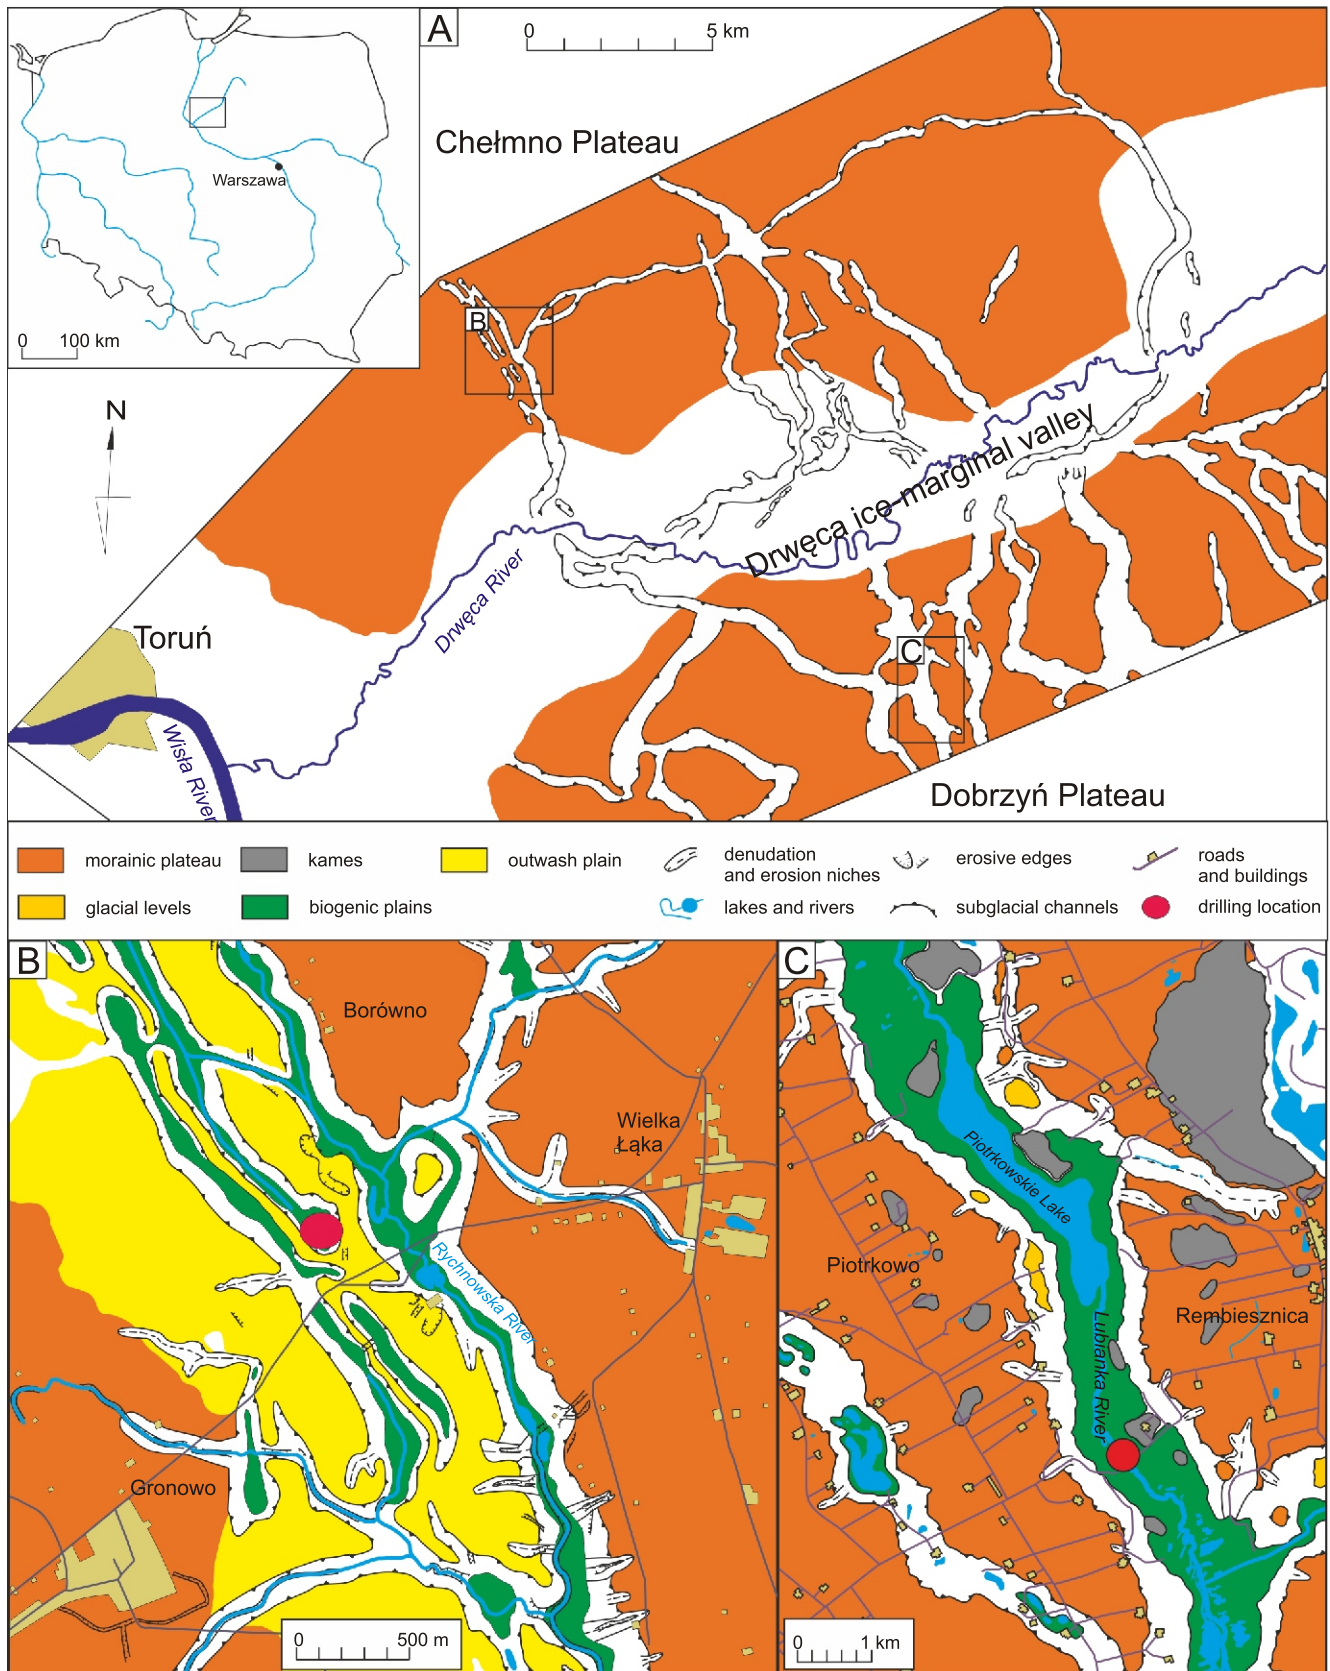 A
0 5 km
Chełmno Plateau
Warszawa
0 100 km
B
N
Drwęca ice-marginal valley
Drwęca River
Toruń
C
Wisła River
Dobrzyń Plateau
morainic plateau
kames
outwash plain
denudation
and erosion niches
erosive edges
roads
and buildings
glacial levels
biogenic plains
lakes and rivers
subglacial channels
drilling location
B
Borówno
Wielka
Łąka
Rychnowska River
Gronowo
0 500 m
C
Piotrkowskie Lake
Piotrkowo
Rembiesznica
Lubianka River
0 1 km